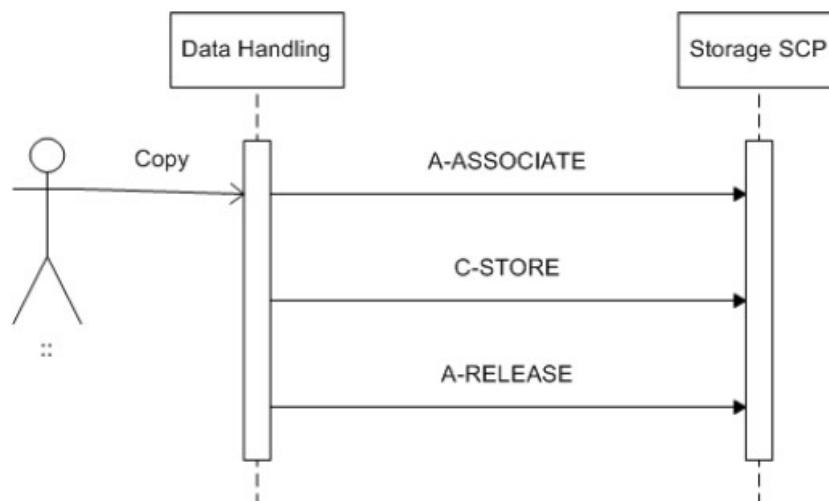 Data Handling
Storage SCP
Copy
A-ASSOCIATE
C-STORE
::
A-RELEASE